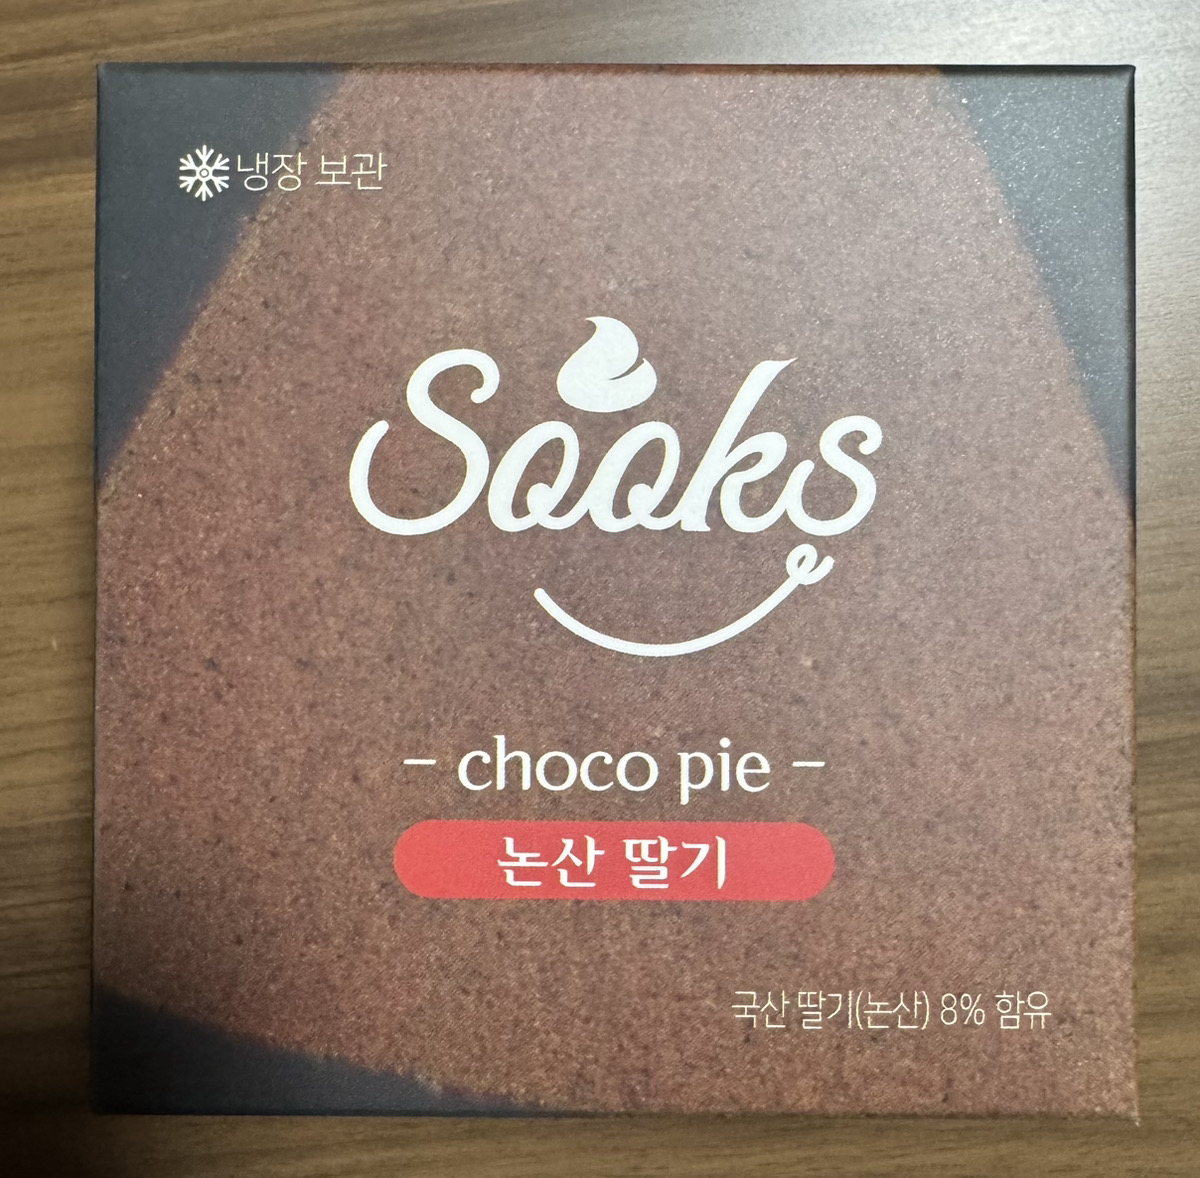 냉장 보관
Sooks
- choco pie -
논산 딸기
국산 딸기(논산) 8% 함유